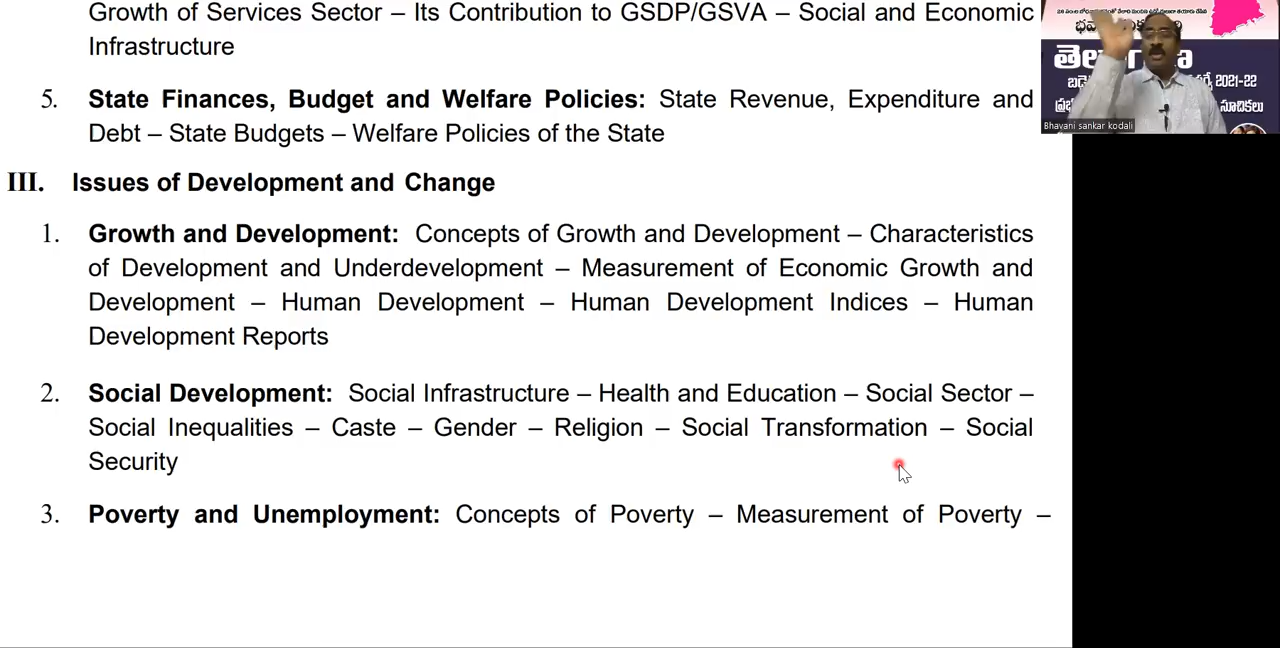 Growth of Services Sector – Its Contribution to GSDP/GSVA – Social and Economic
Infrastructure
5. State Finances, Budget and Welfare Policies: State Revenue, Expenditure and
Debt – State Budgets – Welfare Policies of the State
III. Issues of Development and Change
1. Growth and Development: Concepts of Growth and Development – Characteristics
of Development and Underdevelopment – Measurement of Economic Growth and
Development – Human Development – Human Development Indices – Human
Development Reports
2. Social Development: Social Infrastructure – Health and Education – Social Sector –
Social Inequalities – Caste – Gender – Religion – Social Transformation – Social
Security
3. Poverty and Unemployment: Concepts of Poverty – Measurement of Poverty –
2021-22
సూచికలు
Bhavani sankar kodali